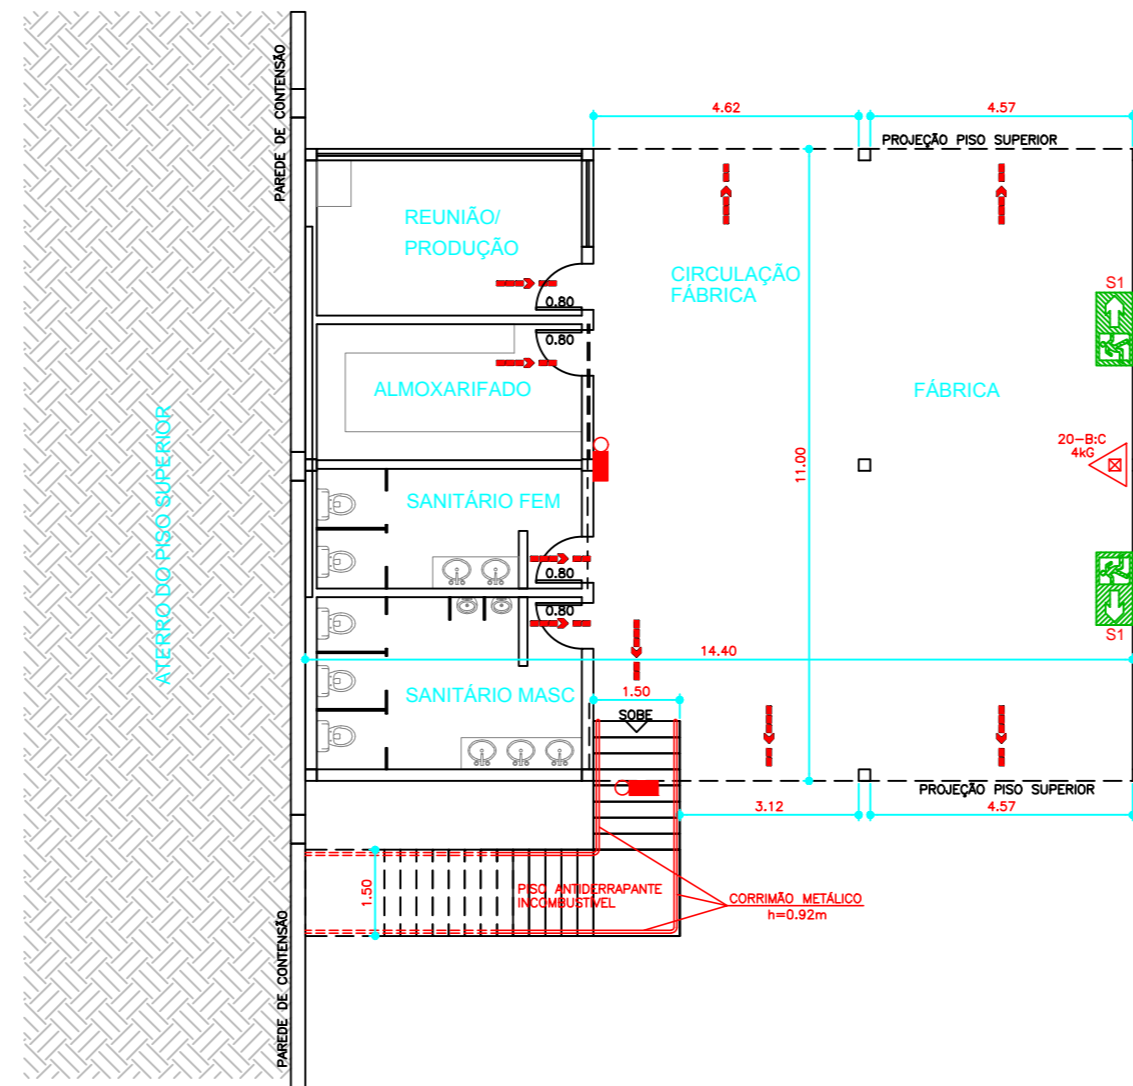 PAREDE DE CONTENSÃO
4.62
4.57
PROJEÇÃO PISO SUPERIOR
REUNIÃO/
PRODUÇÃO
CIRCULAÇÃO
FÁBRICA
S1
0.80
0.80
ALMOXARIFADO
FÁBRICA
20-B:C
4kG
11.00
ATERRO DO PISO SUPERIOR
SANITÁRIO FEM
0.80
0.80
S1
14.40
SANITÁRIO MASC
1.50
SOBE
PROJEÇÃO PISO SUPERIOR
3.12
4.57
1.50
PISO ANTIDERRAPANTE
INCOMBUSTÍVEL
CORRIMÃO METÁLICO
h=0.92m
PAREDE DE CONTENSÃO